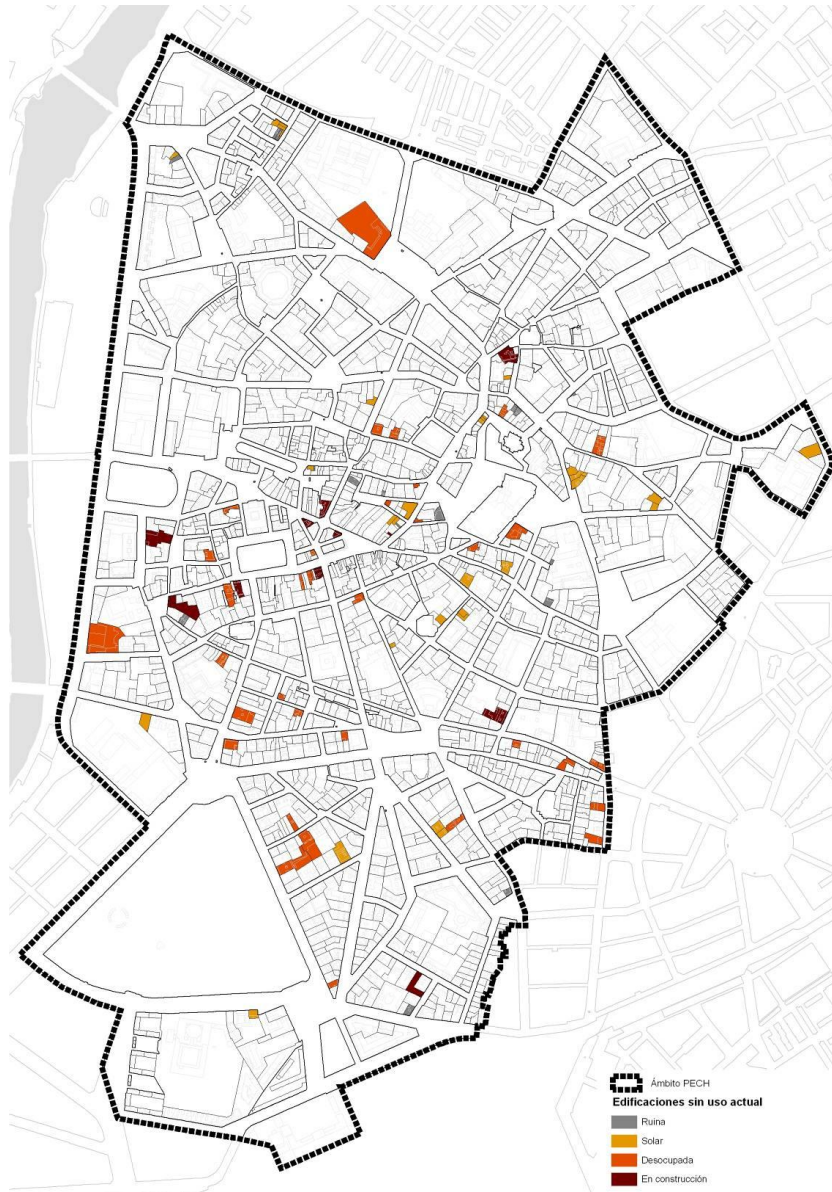 Ámbito PECH
Edificaciones sin uso actual
Ruina
Solar
Desocupada
En construcción